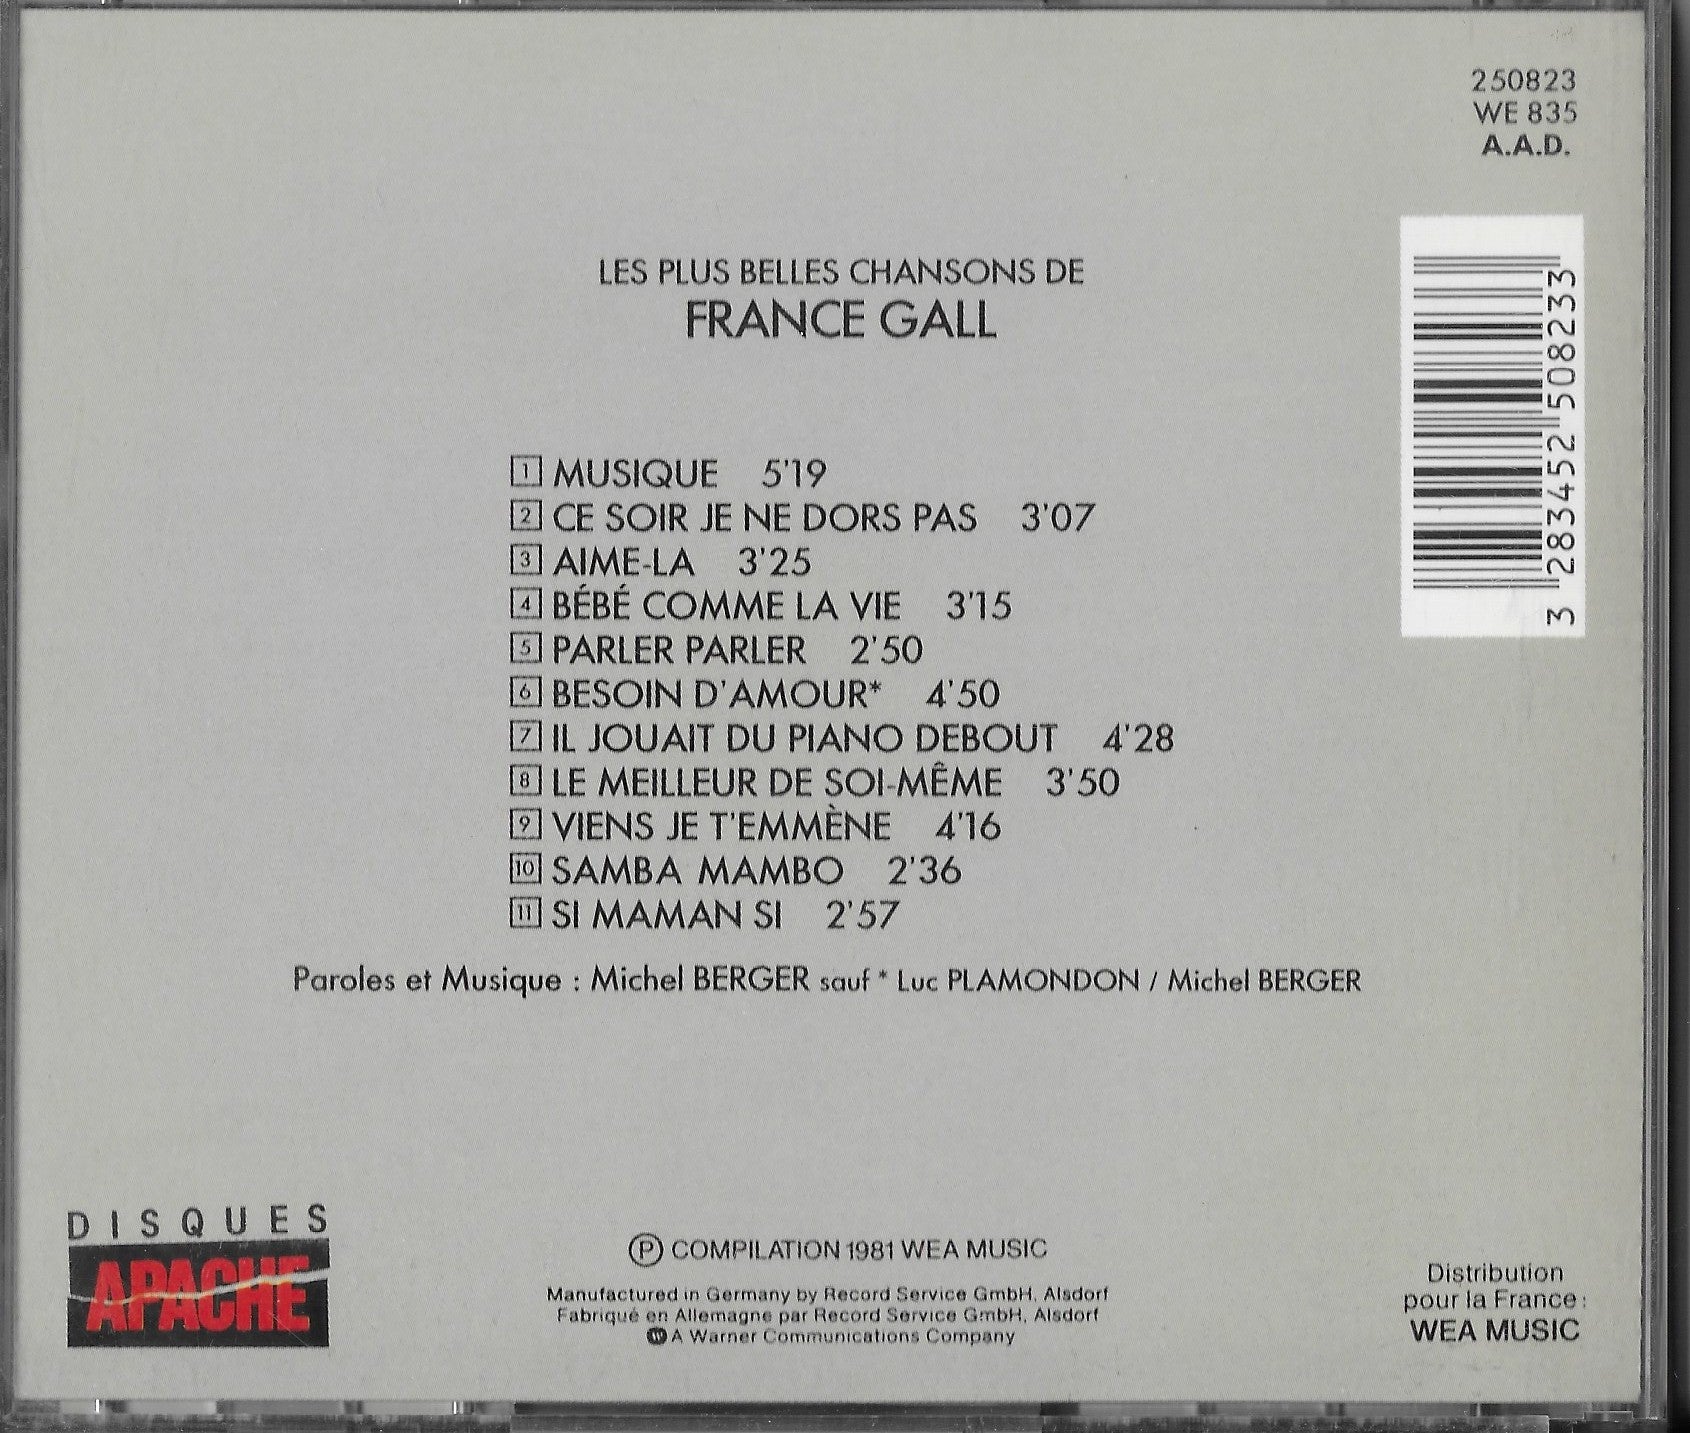 250823
WE 835
A.A.D.
LES PLUS BELLES CHANSONS DE
FRANCE GALL
3 283452 508233
1 MUSIQUE 5'19
2 CE SOIR JE NE DORS PAS 3'07
3 AIME-LA 3'25
4 BÉBÉ COMME LA VIE 3'15
5 PARLER PARLER 2'50
6 BESOIN D'AMOUR* 4'50
7 IL JOUAIT DU PIANO DEBOUT 4'28
8 LE MEILLEUR DE SOI-MÊME 3'50
9 VIENS JE T'EMMÈNE 4'16
10 SAMBA MAMBO 2'36
11 SI MAMAN SI 2'57
Paroles et Musique : Michel BERGER sauf * Luc PLAMONDON / Michel BERGER
DISQUES
APACHE
Ⓟ COMPILATION 1981 WEA MUSIC
Manufactured in Germany by Record Service GmbH, Alsdorf
Fabriqué en Allemagne par Record Service GmbH, Alsdorf
A Warner Communications Company
Distribution
pour la France :
WEA MUSIC